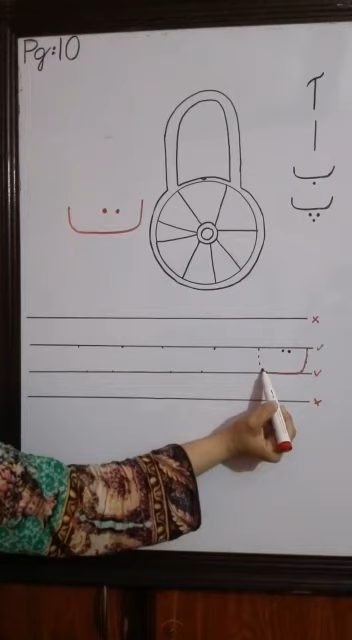 Pg:10
آ
ا
ب
پ
ت
x
✓
ت
✓
x